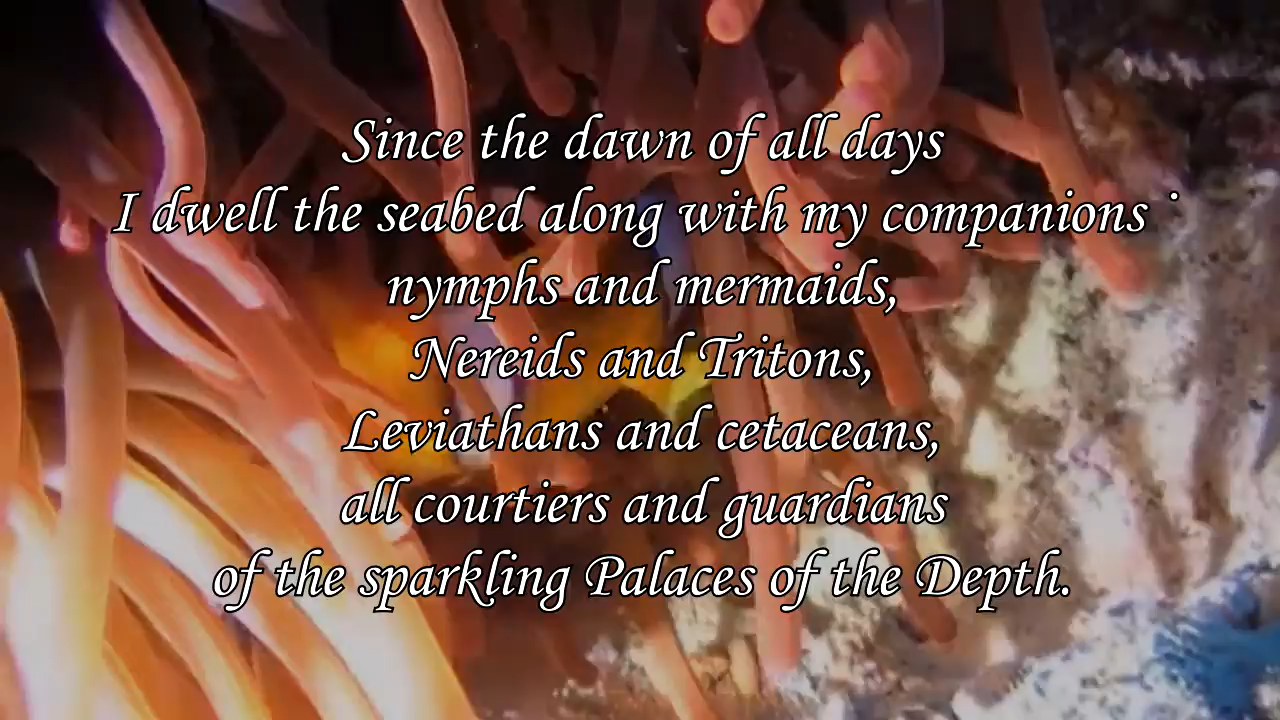 Since the dawn of all days
I dwell the seabed along with my companions ˙
nymphs and mermaids,
Nereids and Tritons,
Leviathans and cetaceans,
all courtiers and guardians
of the sparkling Palaces of the Depth.